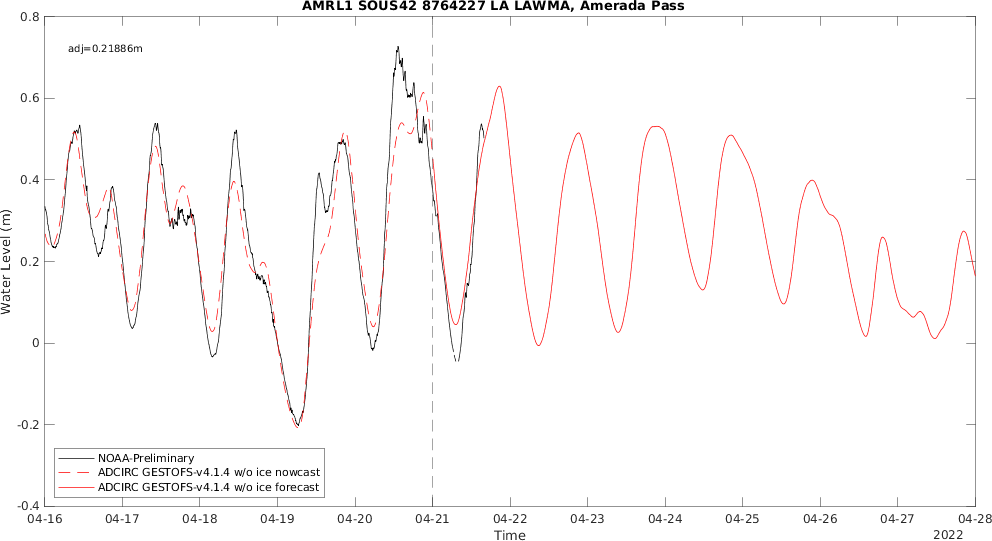 AMRL1 SOUS42 8764227 LA LAWMA, Amerada Pass
adj=0.21886m
0.8
0.6
0.4
0.2
0
-0.2
-0.4
Water Level (m)
NOAA-Preliminary
ADCIRC GESTOFS-v4.1.4 w/o ice nowcast
ADCIRC GESTOFS-v4.1.4 w/o ice forecast
04-16 04-17 04-18 04-19 04-20 04-21 04-22 04-23 04-24 04-25 04-26 04-27 04-28
Time
2022